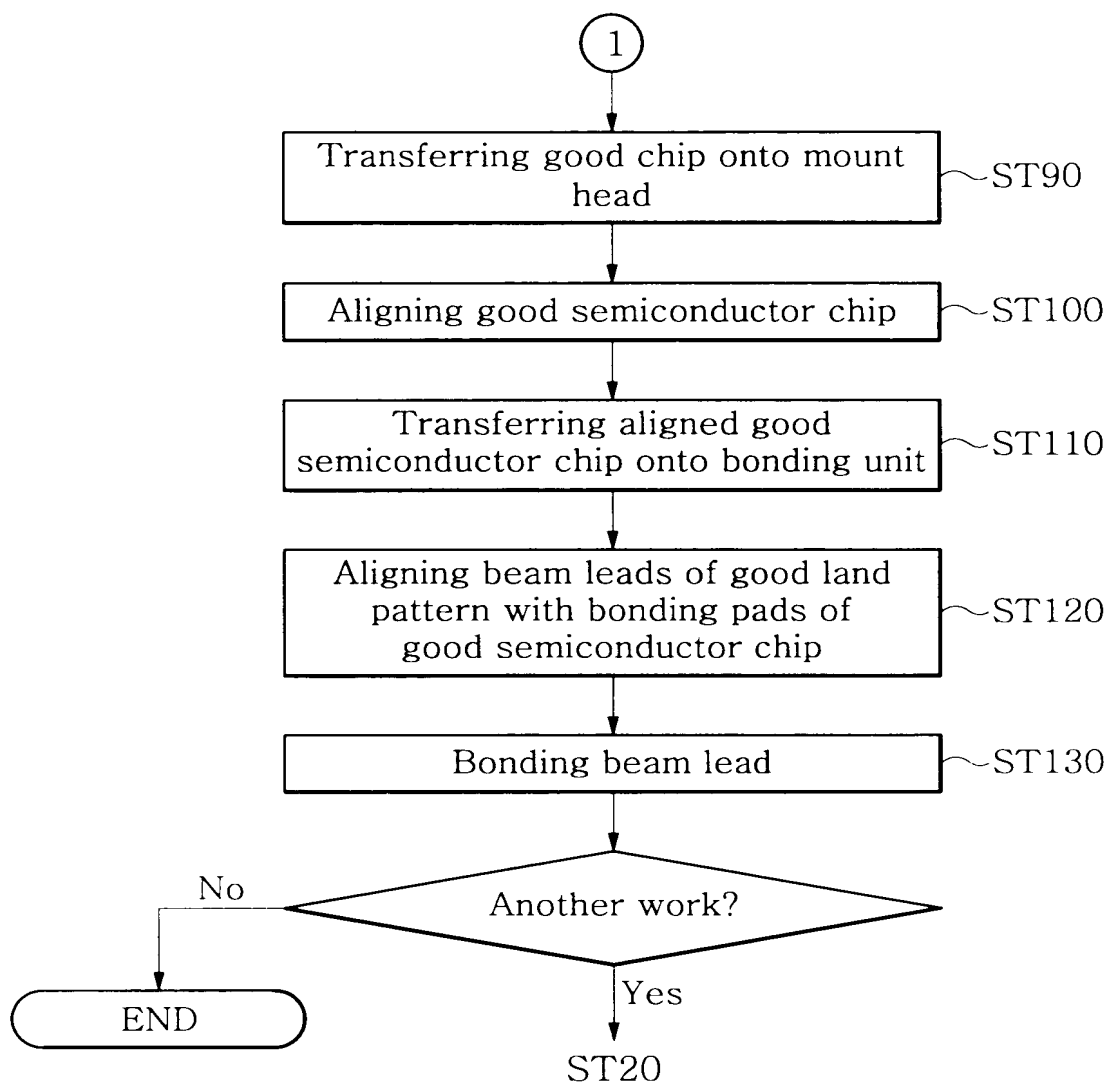 1
Transferring good chip onto mount
head
ST90
Aligning good semiconductor chip
ST100
Transferring aligned good
semiconductor chip onto bonding unit
ST110
Aligning beam leads of good land
pattern with bonding pads of
good semiconductor chip
ST120
Bonding beam lead
ST130
Another work?
No
END
Yes
ST20